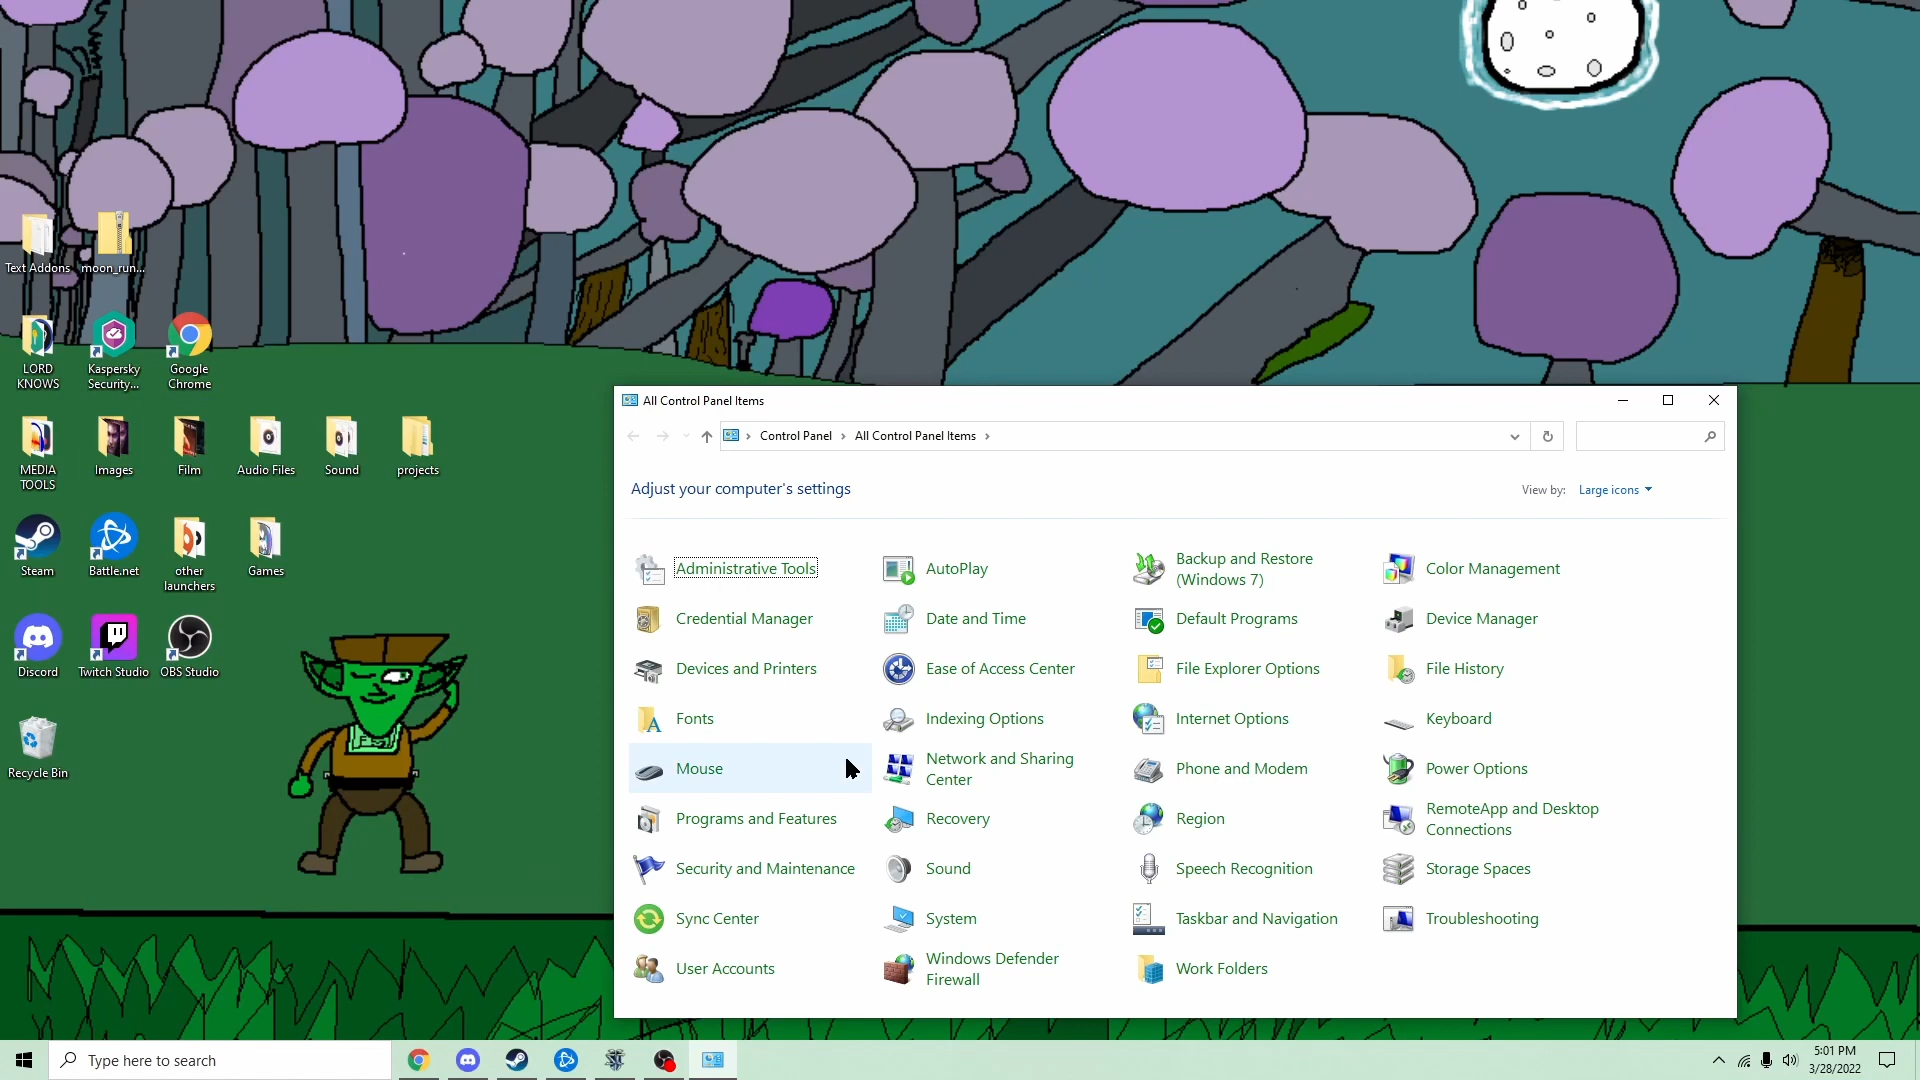 Text Addons
moon_run...
LORD
KNOWS
Kaspersky
Security...
Google
Chrome
MEDIA
TOOLS
Images
Film
Audio Files
Sound
projects
Steam
Battle.net
other
launchers
Games
Discord
Twitch Studio
OBS Studio
Recycle Bin
All Control Panel Items
Control Panel
All Control Panel Items
Adjust your computer's settings
View by:
Large icons
Administrative Tools
AutoPlay
Backup and Restore
(Windows 7)
Color Management
Credential Manager
Date and Time
Default Programs
Device Manager
Devices and Printers
Ease of Access Center
File Explorer Options
File History
Fonts
Indexing Options
Internet Options
Keyboard
Mouse
Network and Sharing
Center
Phone and Modem
Power Options
Programs and Features
Recovery
Region
RemoteApp and Desktop
Connections
Security and Maintenance
Sound
Speech Recognition
Storage Spaces
Sync Center
System
Taskbar and Navigation
Troubleshooting
User Accounts
Windows Defender
Firewall
Work Folders
Type here to search
5:01 PM
3/28/2022